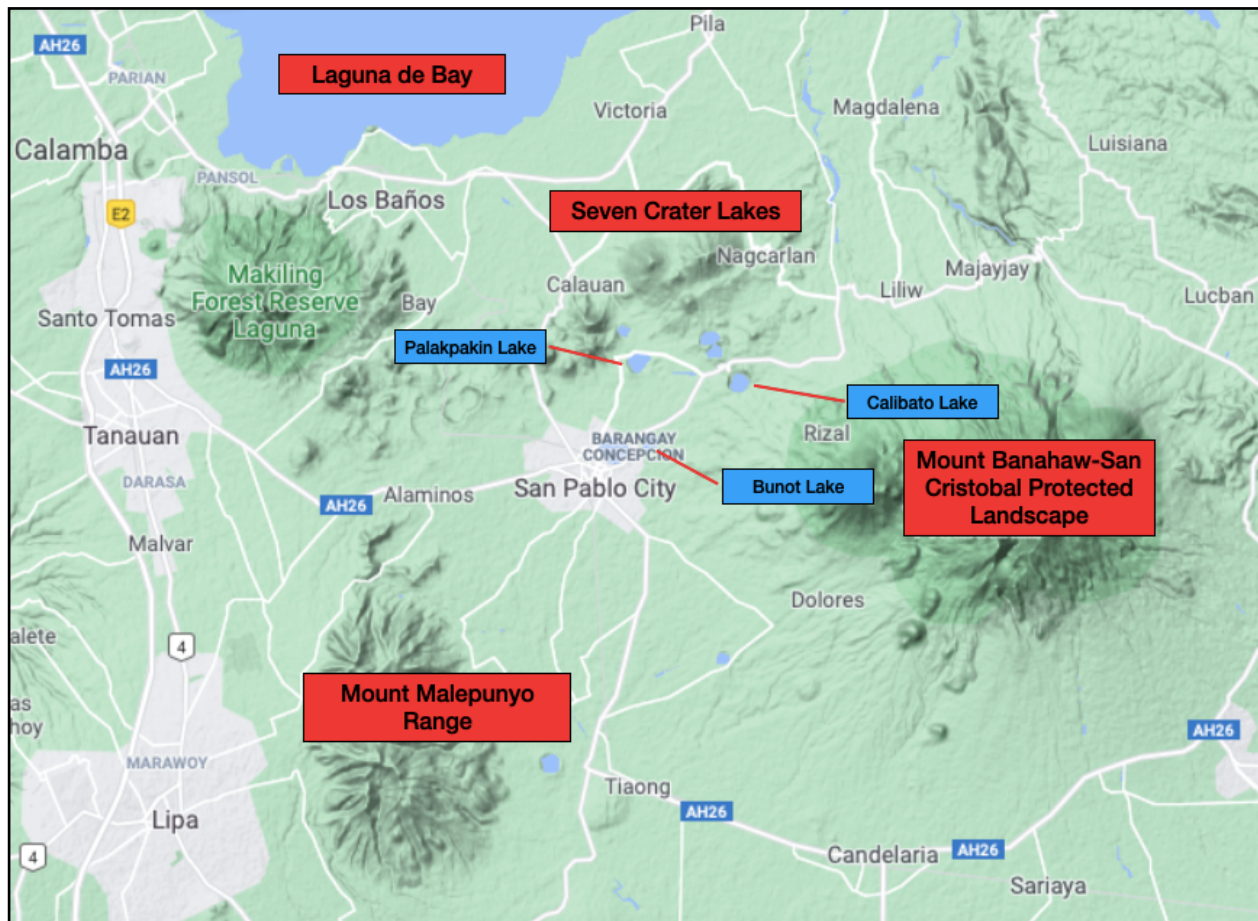 Pila
AH26
Laguna de Bay
PARIAN
Victoria
Magdalena
Calamba
Luisiana
PANSOL
Los Baños
E2
Seven Crater Lakes
Nagcarlan
Makiling
Forest Reserve
Laguna
Bay
Calauan
Majayjay
Liliw
Lucban
Santo Tomas
Palakpakin Lake
AH26
Calibato Lake
Tanauan
BARANGAY
CONCEPCION
Rizal
Mount Banahaw-San
Cristobal Protected
Landscape
DARASA
San Pablo City
Bunot Lake
Alaminos
AH26
Malvar
Dolores
alete
4
Mount Malepunyo
Range
as
hoy
AH26
MARAWOY
Tiaong
Lipa
AH26
4
Candelaria
AH26
Sariaya